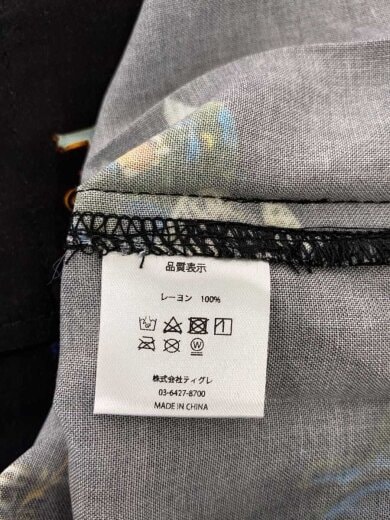 品質表示
レーヨン 100%
W
株式会社ティグレ
03-6427-8700
MADE IN CHINA